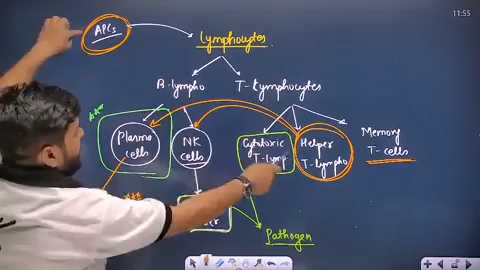 11:55
APCs
Lymphocytes
B-lympho
T-Lymphocytes
Plasma
cells
NK
cells
Cytotoxic
T-lymp
Helper
T-lympho
Memory
T-cells
Pathogen